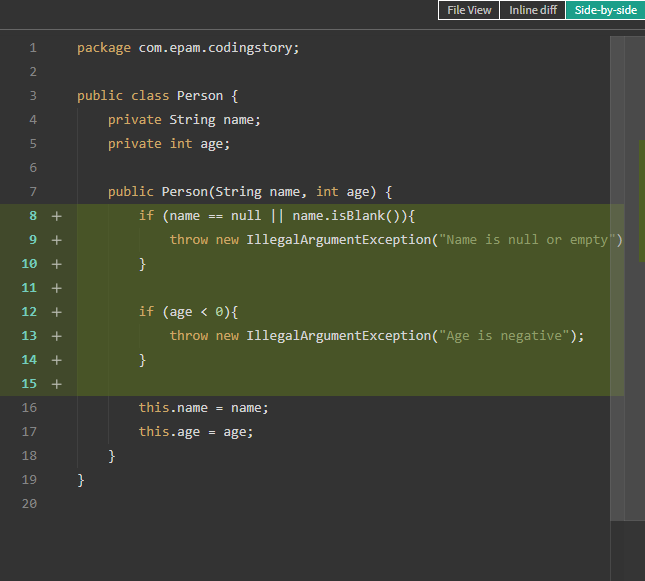 File View Inline diff Side-by-side
1 package com.epam.codingstory;
2
3 public class Person {
4     private String name;
5     private int age;
6
7     public Person(String name, int age) {
8 +         if (name == null || name.isBlank()){
9 +             throw new IllegalArgumentException("Name is null or empty")
10 +         }
11 +
12 +         if (age < 0){
13 +             throw new IllegalArgumentException("Age is negative");
14 +         }
15 +
16         this.name = name;
17         this.age = age;
18     }
19 }
20